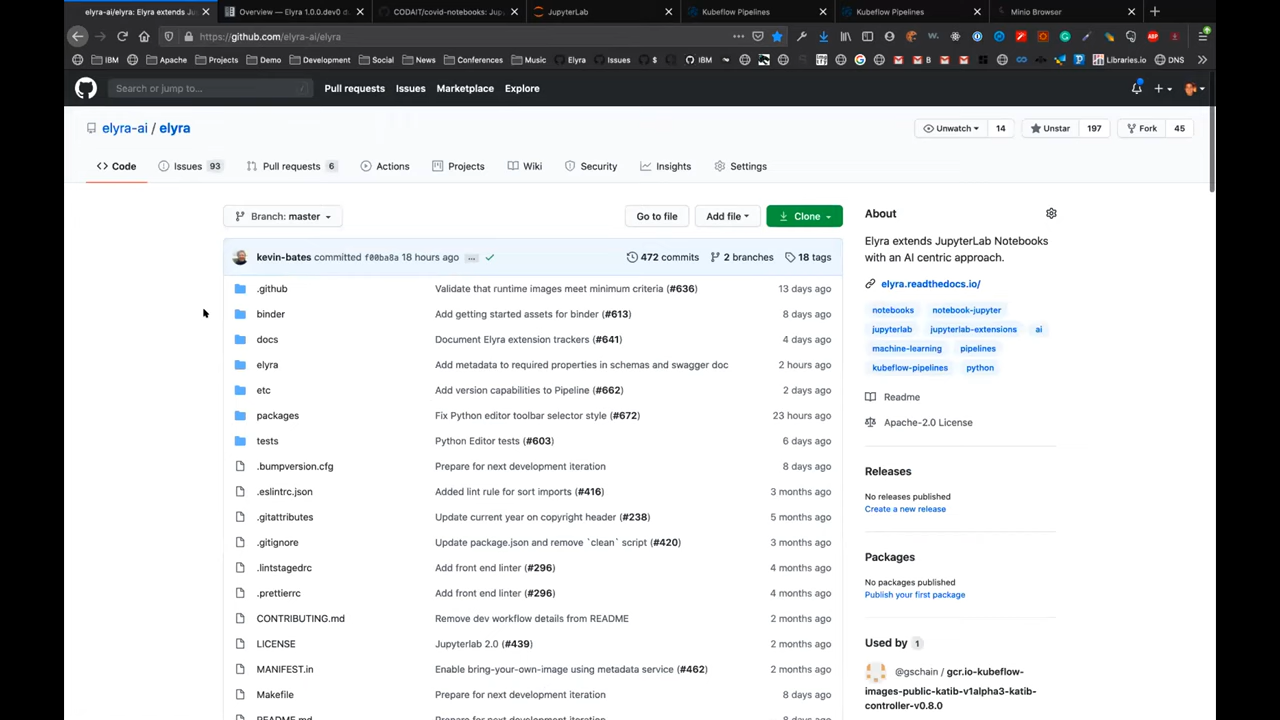 elyra-ai/elyra: Elyra extends Ju
Overview — Elyra 1.0.0.dev0 d
CODAIT/covid-notebooks: Jup
JupyterLab
Kubeflow Pipelines
Kubeflow Pipelines
Minio Browser
https://github.com/elyra-ai/elyra
IBM
Apache
Projects
Demo
Development
Social
News
Conferences
Music
Elyra
Issues
$
IBM
B
Libraries.io
DNS
Search or jump to...
Pull requests
Issues
Marketplace
Explore
elyra-ai / elyra
Unwatch 14
Unstar 197
Fork 45
Code
Issues 93
Pull requests 6
Actions
Projects
Wiki
Security
Insights
Settings
Branch: master
Go to file
Add file
Clone
kevin-bates committed f00ba8a 18 hours ago ...
472 commits
2 branches
18 tags
.github Validate that runtime images meet minimum criteria (#636) 13 days ago
binder Add getting started assets for binder (#613) 8 days ago
docs Document Elyra extension trackers (#641) 4 days ago
elyra Add metadata to required properties in schemas and swagger doc 2 hours ago
etc Add version capabilities to Pipeline (#662) 2 days ago
packages Fix Python editor toolbar selector style (#672) 23 hours ago
tests Python Editor tests (#603) 6 days ago
.bumpversion.cfg Prepare for next development iteration 8 days ago
.eslintrc.json Added lint rule for sort imports (#416) 3 months ago
.gitattributes Update current year on copyright header (#238) 5 months ago
.gitignore Update package.json and remove `clean` script (#420) 3 months ago
.lintstagedrc Add front end linter (#296) 4 months ago
.prettierrc Add front end linter (#296) 4 months ago
CONTRIBUTING.md Remove dev workflow details from README 2 months ago
LICENSE Jupyterlab 2.0 (#439) 2 months ago
MANIFEST.in Enable bring-your-own-image using metadata service (#462) 2 months ago
Makefile Prepare for next development iteration 8 days ago
README.md Prepare for next development iteration 8 days ago
About
Elyra extends JupyterLab Notebooks
with an AI centric approach.
elyra.readthedocs.io/
notebooks notebook-jupyter
jupyterlab jupyterlab-extensions ai
machine-learning pipelines
kubeflow-pipelines python
Readme
Apache-2.0 License
Releases
No releases published
Create a new release
Packages
No packages published
Publish your first package
Used by 1
@gschain / gcr.io-kubeflow-
images-public-katib-v1alpha3-katib-
controller-v0.8.0